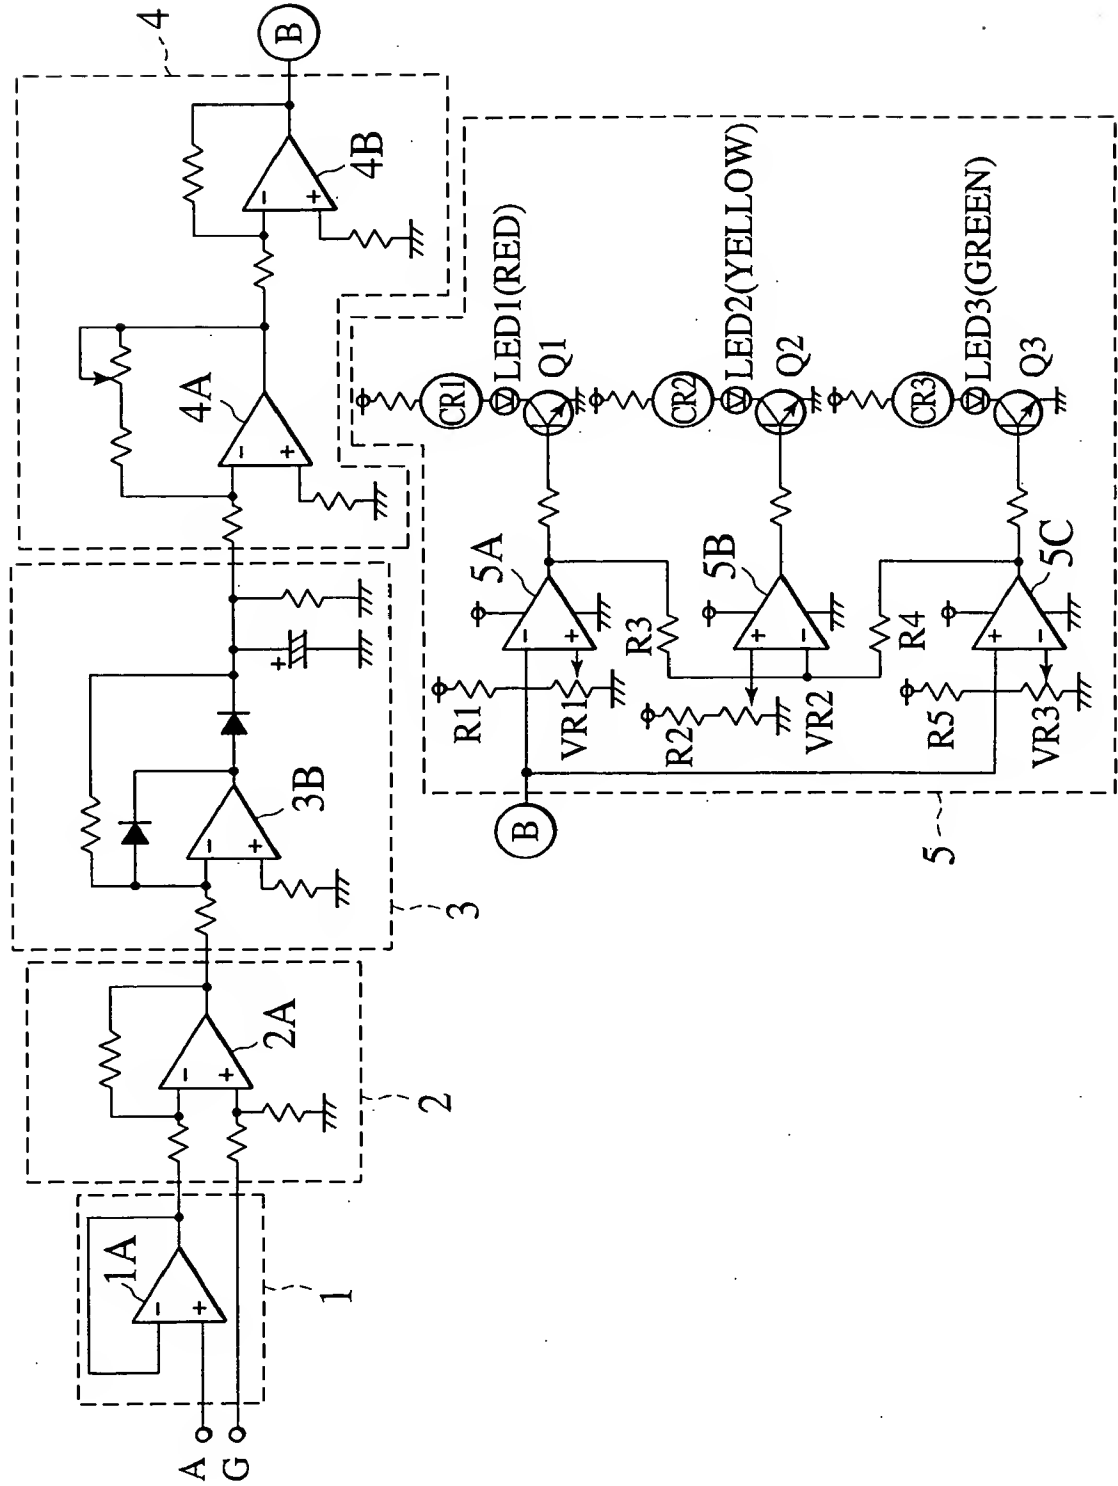 A
G
1A
1
2A
2
3B
3
4A
4B
4
B
B
5
R1
VR1
5A
R3
R2
VR2
5B
R4
R5
VR3
5C
CR1
LED1(RED)
Q1
CR2
LED2(YELLOW)
Q2
CR3
LED3(GREEN)
Q3
- +
- +
- +
+
- +
- +
- +
+ -
+ -